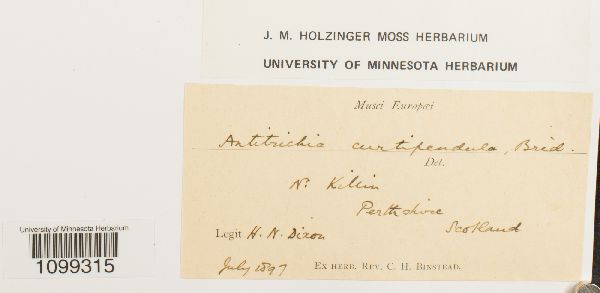 J. M. HOLZINGER MOSS HERBARIUM
UNIVERSITY OF MINNESOTA HERBARIUM
Musci Europæi
Antitrichia curtipendula, Brid.
Det.
Nr Killin
Perthshire
Scotland
Legit H. N. Dixon
July 1897 EX HERB. REV. C. H. BINSTEAD.
University of Minnesota Herbarium
1099315